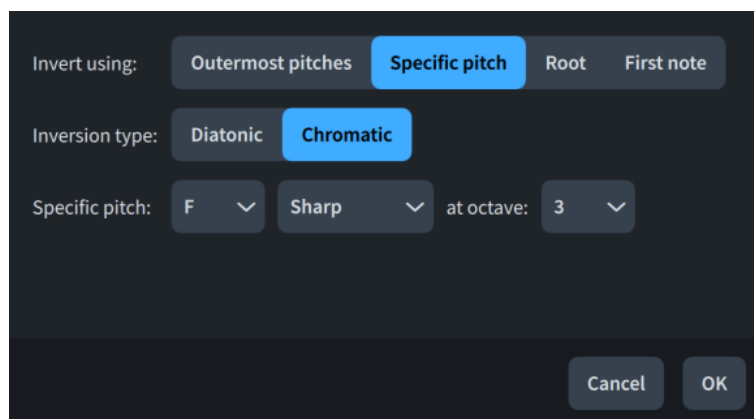 Invert using: Outermost pitches Specific pitch Root First note
Inversion type: Diatonic Chromatic
Specific pitch: F Sharp at octave: 3
Cancel OK